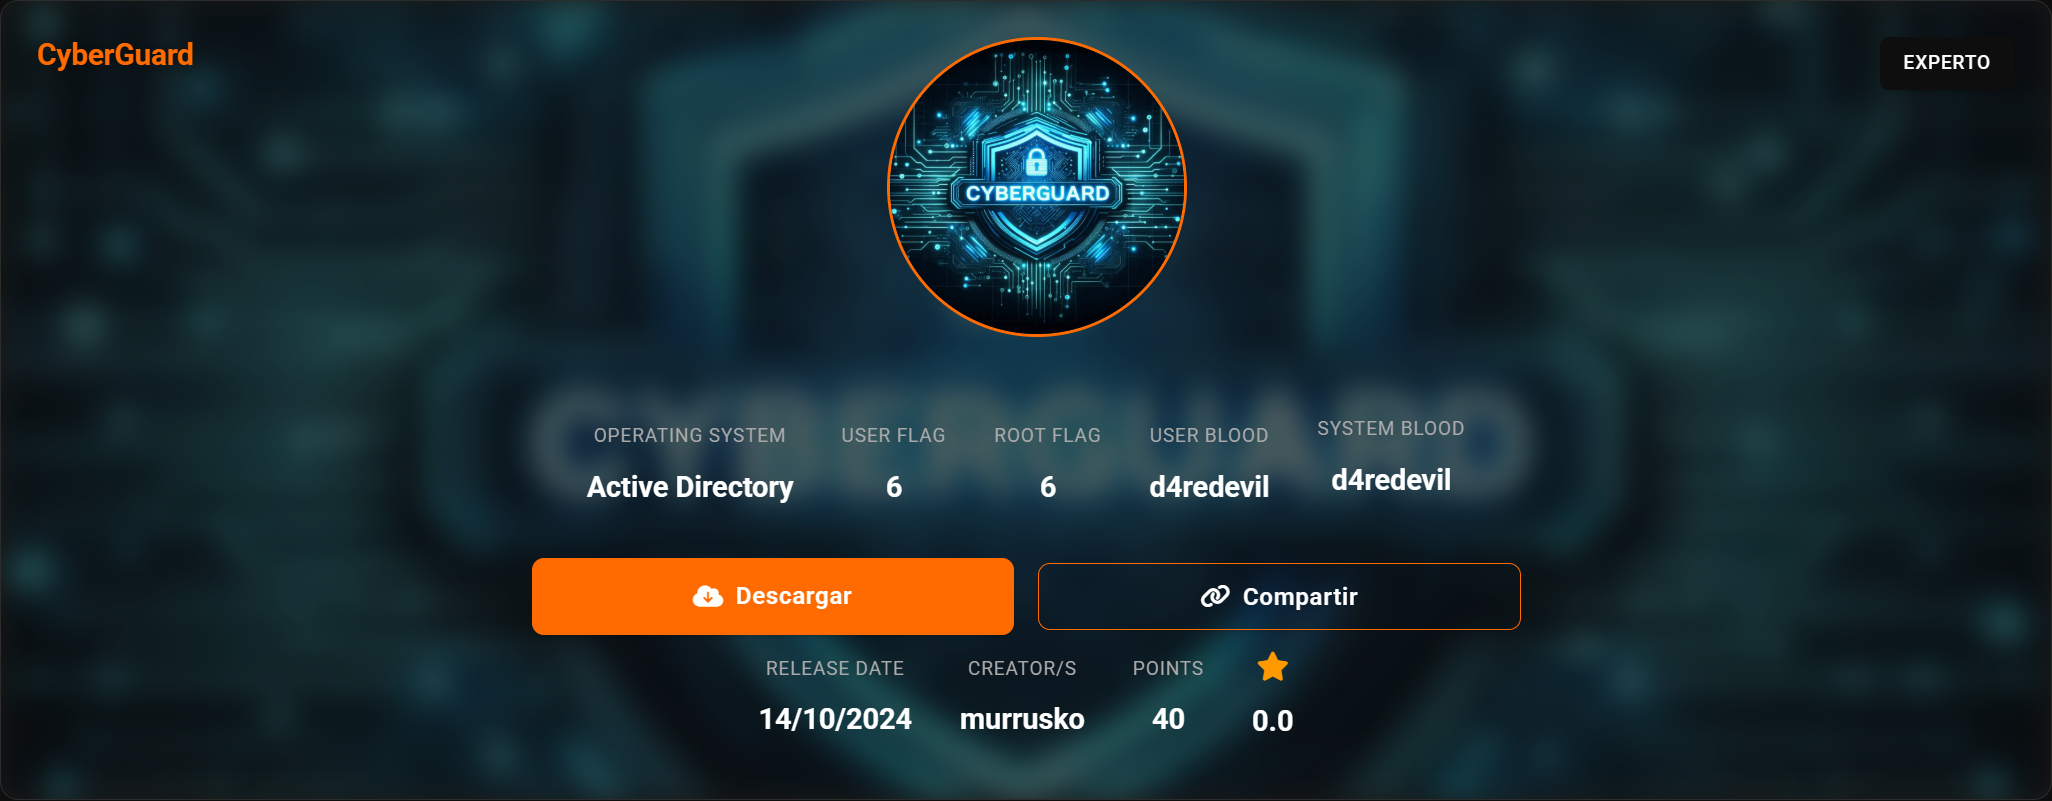 CyberGuard
EXPERTO
CYBERGUARD
CYBERGUARD
OPERATING SYSTEM
Active Directory
USER FLAG
6
ROOT FLAG
6
USER BLOOD
d4redevil
SYSTEM BLOOD
d4redevil
Descargar
Compartir
RELEASE DATE
14/10/2024
CREATOR/S
murrusko
POINTS
40
0.0